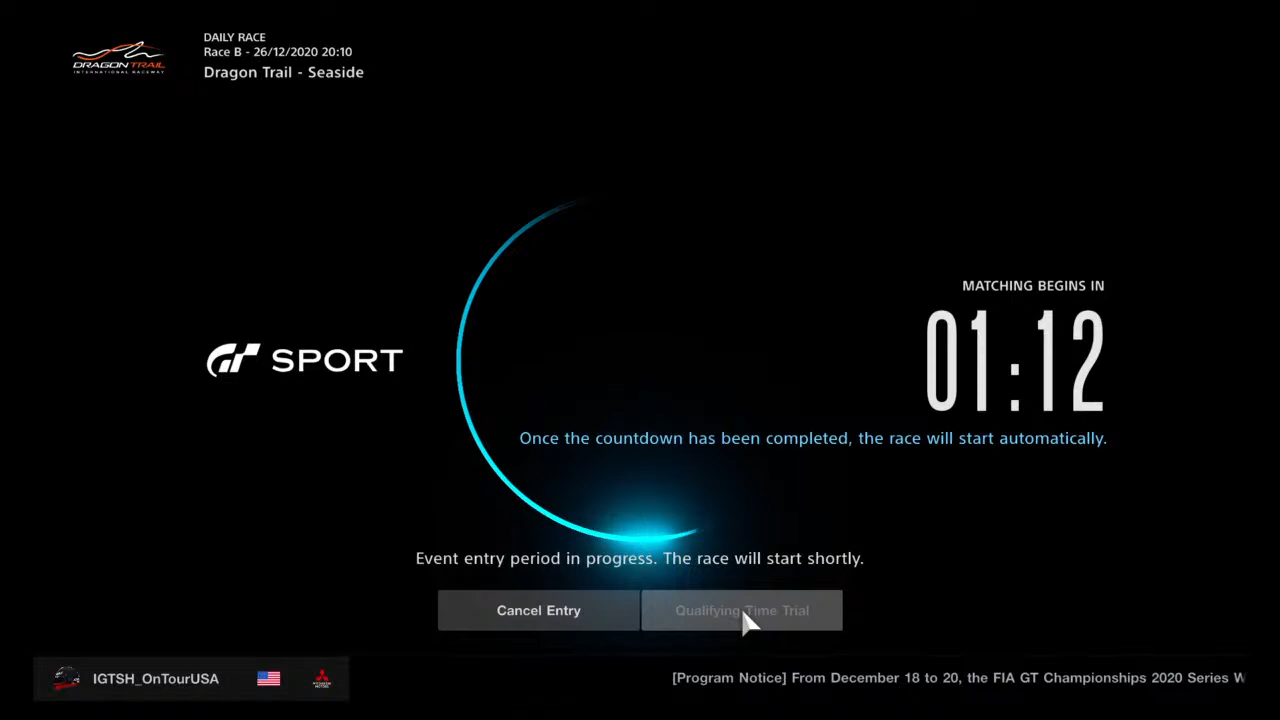 DRAGON TRAIL
INTERNATIONAL RACEWAY
DAILY RACE
Race B - 26/12/2020 20:10
Dragon Trail - Seaside
GT SPORT
MATCHING BEGINS IN
01:12
Once the countdown has been completed, the race will start automatically.
Event entry period in progress. The race will start shortly.
Cancel Entry
Qualifying Time Trial
IGTSH_OnTourUSA
[Program Notice] From December 18 to 20, the FIA GT Championships 2020 Series W